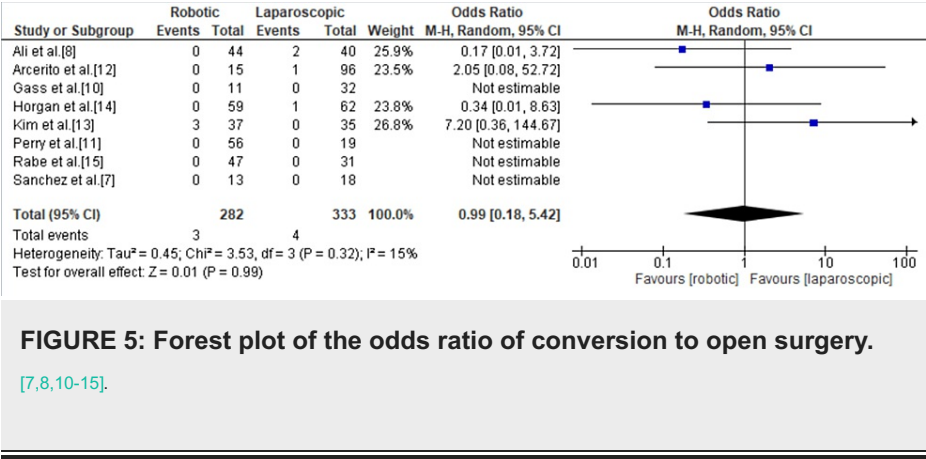 Robotic Laparoscopic Odds Ratio Odds Ratio
Study or Subgroup Events Total Events Total Weight M-H, Random, 95% CI M-H, Random, 95% CI
Ali et al.[8] 0 44 2 40 25.9% 0.17 [0.01, 3.72]
Arcerito et al.[12] 0 15 1 96 23.5% 2.05 [0.08, 52.72]
Gass et al.[10] 0 11 0 32 Not estimable
Horgan et al.[14] 0 59 1 62 23.8% 0.34 [0.01, 8.63]
Kim et al.[13] 3 37 0 35 26.8% 7.20 [0.36, 144.67]
Perry et al.[11] 0 56 0 19 Not estimable
Rabe et al.[15] 0 47 0 31 Not estimable
Sanchez et al.[7] 0 13 0 18 Not estimable
Total (95% CI) 282 333 100.0% 0.99 [0.18, 5.42]
Total events 3 4
Heterogeneity: Tau² = 0.45; Chi² = 3.53, df = 3 (P = 0.32); I² = 15%
Test for overall effect: Z = 0.01 (P = 0.99)
0.01 0.1 1 10 100
Favours [robotic] Favours [laparoscopic]
FIGURE 5: Forest plot of the odds ratio of conversion to open surgery.
[7,8,10-15].